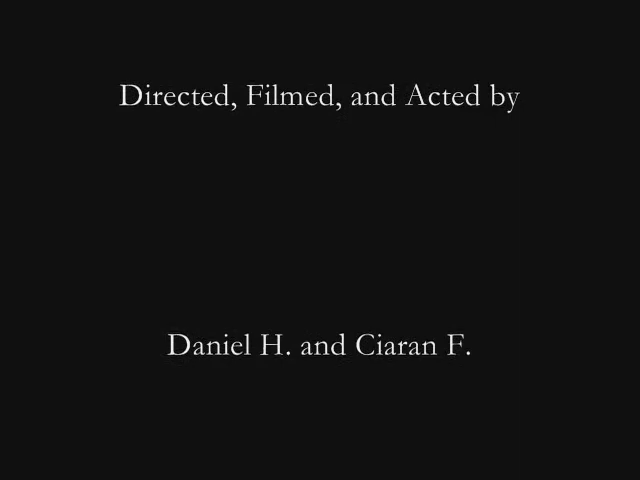 Directed, Filmed, and Acted by
Daniel H. and Ciaran F.